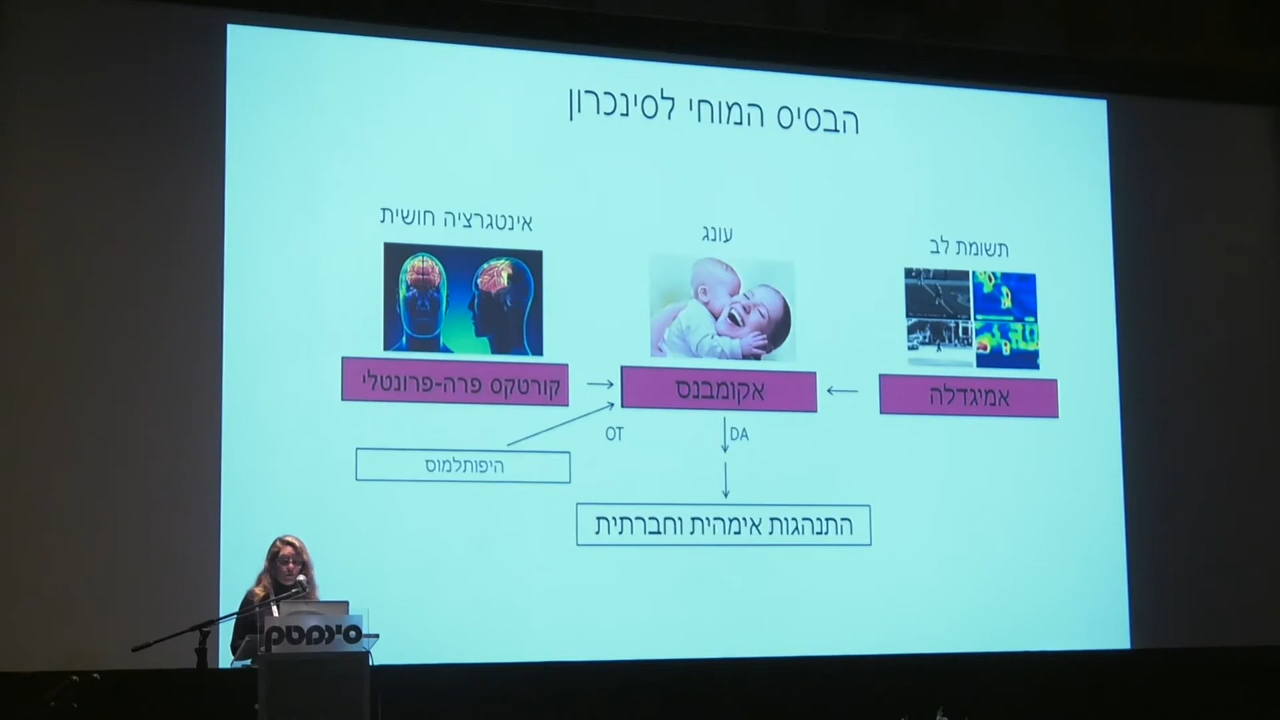 הבסיס המוחי לסינכרון
תשומת לב
עונג
אינטגרציה חושית
אמיגדלה
אקומבנס
קורטקס פרה-פרונטלי
OT
DA
היפותלמוס
התנהגות אימהית וחברתית
סינמטק